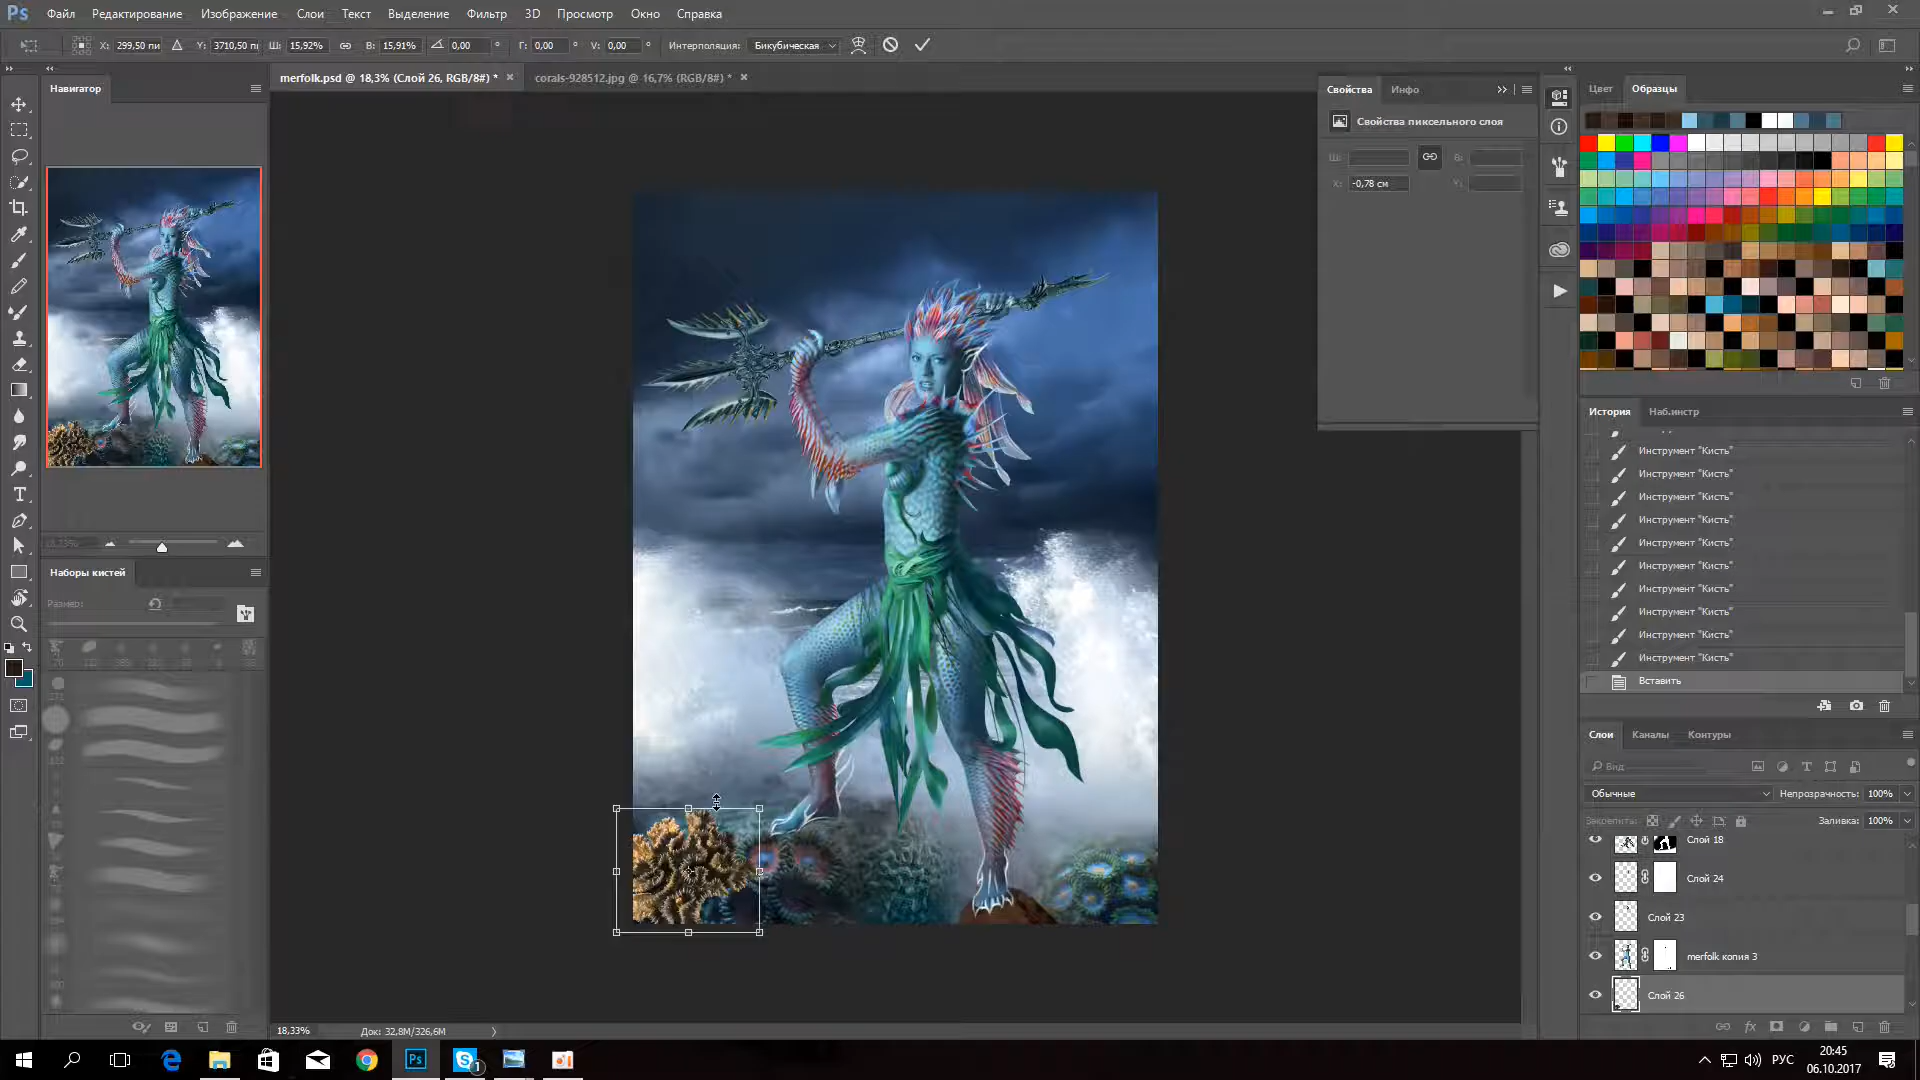 Ps Файл Редактирование Изображение Слои Текст Выделение Фильтр 3D Просмотр Окно Справка
X: 299,50 пи Y: 3710,50 п Ш: 15,92% В: 15,91% 0,00 ° Г: 0,00 ° V: 0,00 ° Интерполяция: Бикубическая
merfolk.psd @ 18,3% (Слой 26, RGB/8#) * × corals-928512.jpg @ 16,7% (RGB/8#) * ×
Навигатор
Свойства Инфо
Цвет Образцы
Свойства пиксельного слоя
Ш: В:
X: -0,78 см Y:
История Наб.инстр
Инструмент "Кисть"
Инструмент "Кисть"
Инструмент "Кисть"
Инструмент "Кисть"
Инструмент "Кисть"
Инструмент "Кисть"
Инструмент "Кисть"
Инструмент "Кисть"
Инструмент "Кисть"
Инструмент "Кисть"
Вставить
18,33%
Наборы кистей
Размер:
Слои Каналы Контуры
Вид
Обычные Непрозрачность: 100%
Закрепить: Заливка: 100%
Слой 18
Слой 24
Слой 23
merfolk копия 3
Слой 26
18,33% Док: 32,8M/326,6M
РУС 20:45
06.10.2017